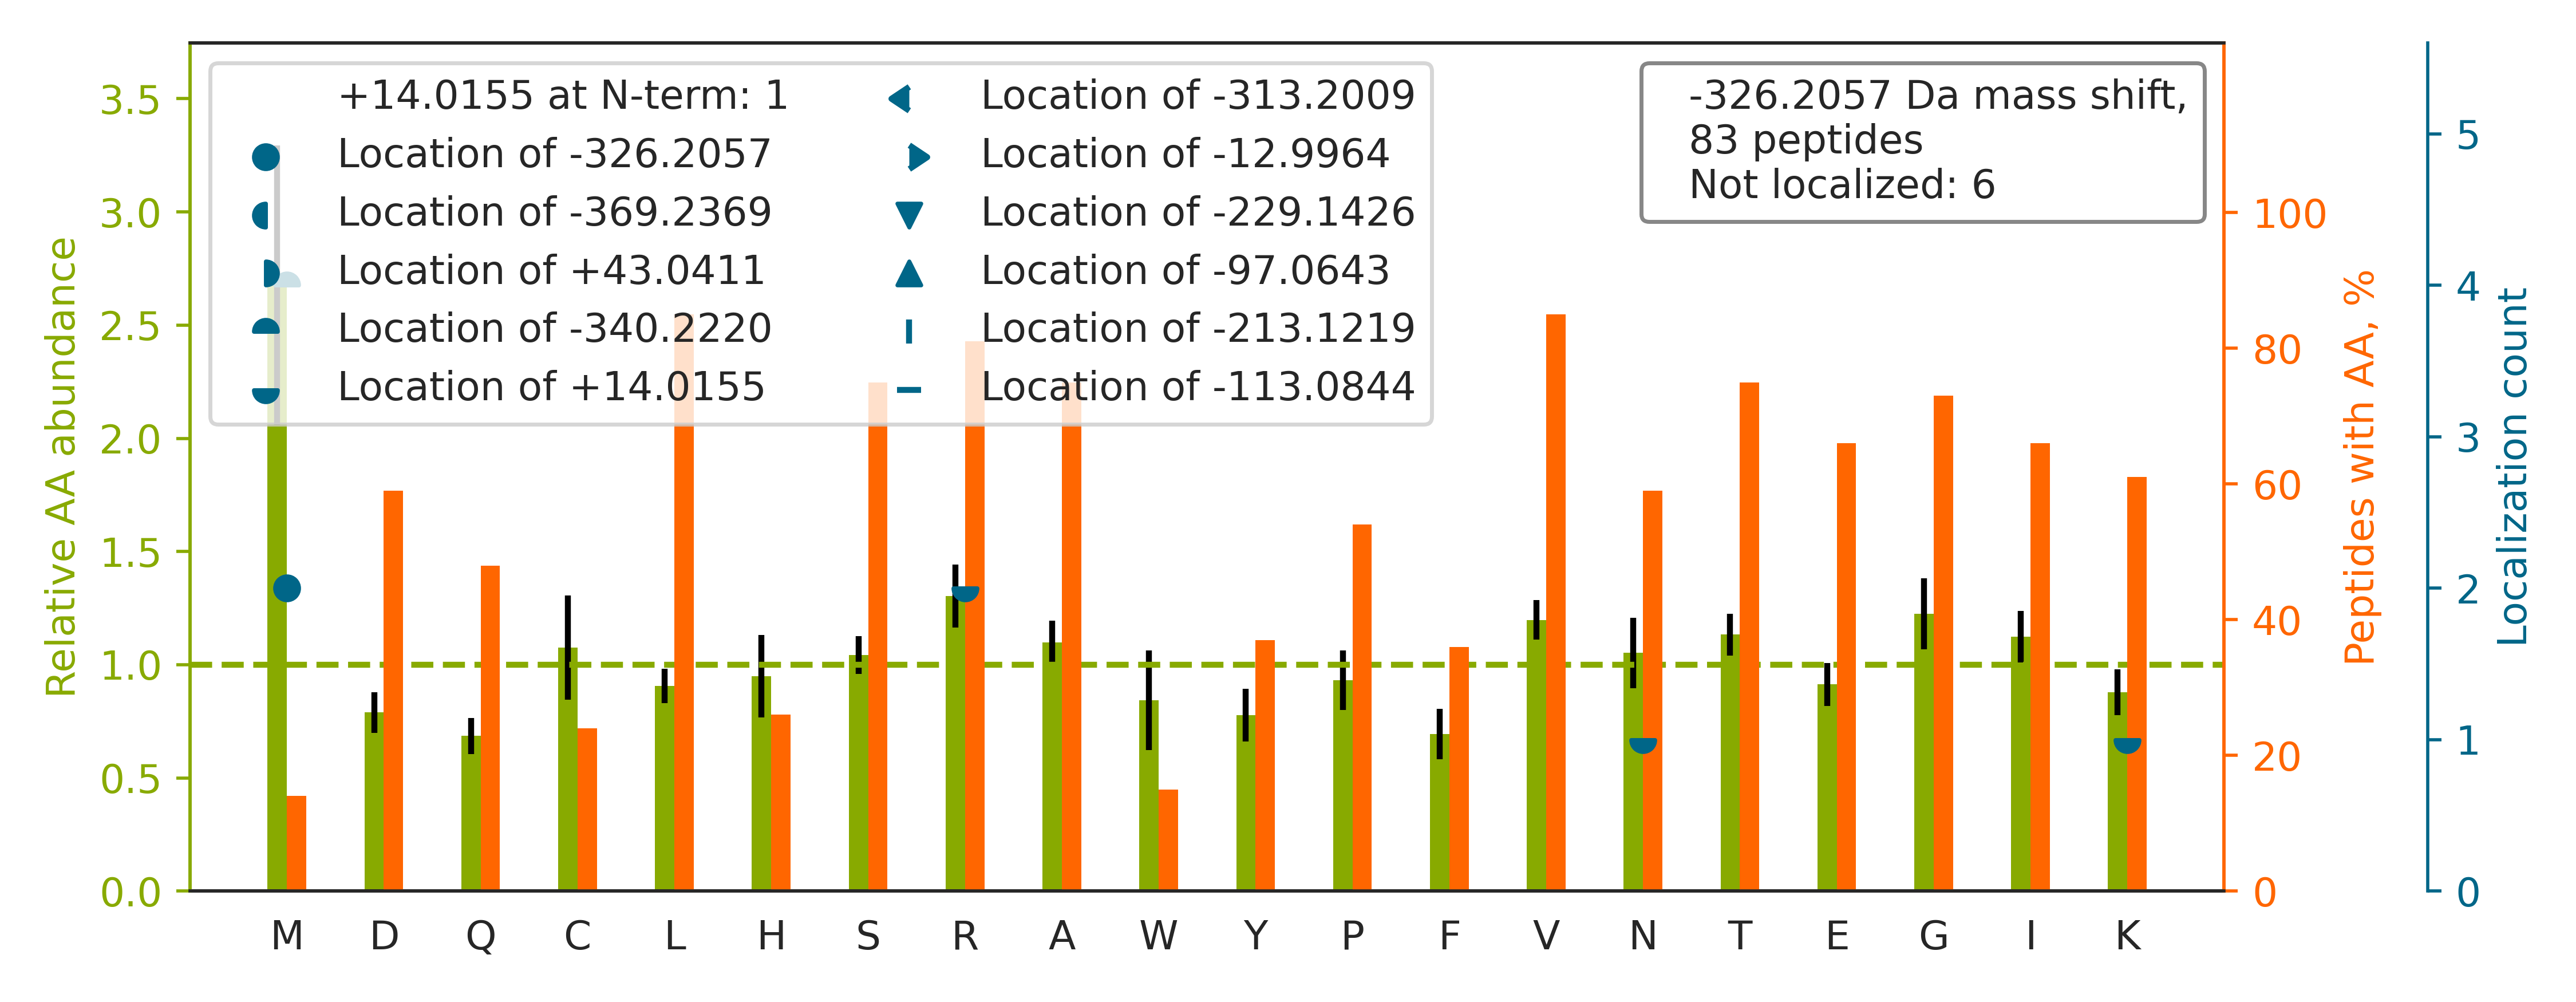 +14.0155 at N-term: 1
Location of -326.2057
Location of -369.2369
Location of +43.0411
Location of -340.2220
Location of +14.0155
Location of -313.2009
Location of -12.9964
Location of -229.1426
Location of -97.0643
Location of -213.1219
Location of -113.0844
-326.2057 Da mass shift,
83 peptides
Not localized: 6
Relative AA abundance
3.5
3.0
2.5
2.0
1.5
1.0
0.5
0.0
M D Q C L H S R A W Y P F V N T E G I K
100
80
60
40
20
0
Peptides with AA, %
5
4
3
2
1
0
Localization count